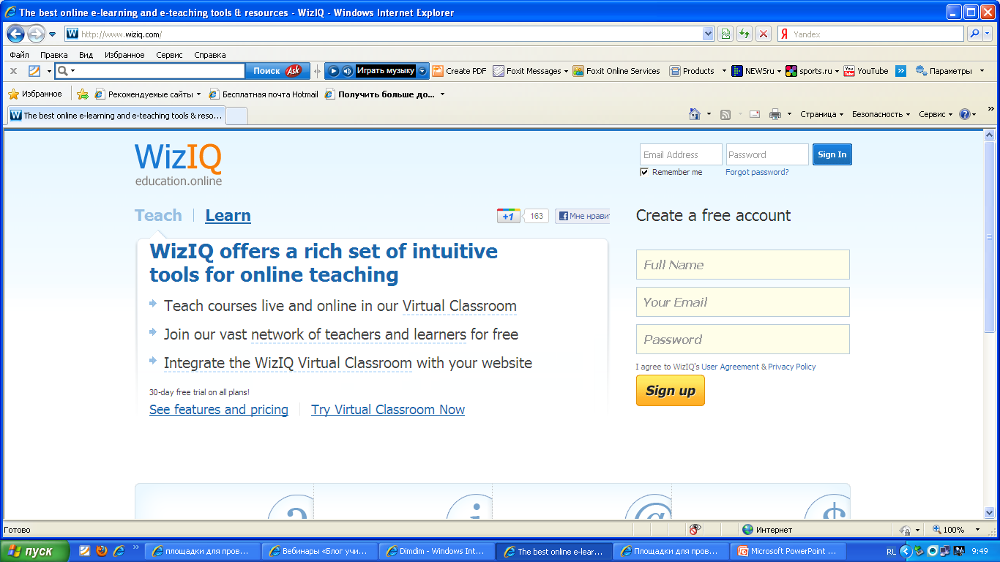 The best online e-learning and e-teaching tools & resources - WizIQ - Windows Internet Explorer
W http://www.wiziq.com/
Я Yandex
Файл Правка Вид Избранное Сервис Справка
Поиск Ask Играть музыку Create PDF Foxit Messages Foxit Online Services Products NEWSru sports.ru You Tube YouTube Параметры
Избранное Рекомендуемые сайты Бесплатная почта Hotmail Получить больше до...
W The best online e-learning and e-teaching tools & reso...
Страница Безопасность Сервис
WizIQ
education.online
Email Address Password Sign In
Remember me Forgot password?
Teach Learn
+1 163 Мне нравит
Create a free account
WizIQ offers a rich set of intuitive
tools for online teaching
Teach courses live and online in our Virtual Classroom
Join our vast network of teachers and learners for free
Integrate the WizIQ Virtual Classroom with your website
30-day free trial on all plans!
See features and pricing Try Virtual Classroom Now
Full Name
Your Email
Password
I agree to WizIQ's User Agreement & Privacy Policy
Sign up
a i @ $
Готово Интернет 100%
пуск площадки для пров... Вебинары «Блог учи... Dimdim - Windows Int... The best online e-lear... Площадки для пров... Microsoft PowerPoint ... RL 9:49